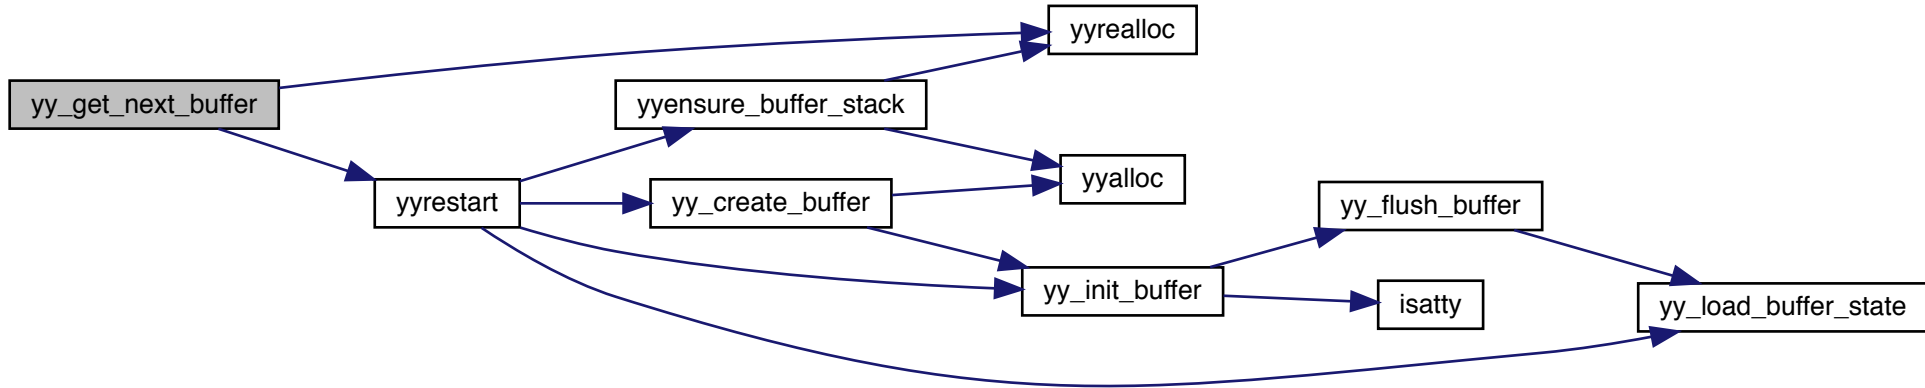 yy_get_next_buffer
yyrestart
yyrealloc
yyensure_buffer_stack
yyalloc
yy_create_buffer
yy_init_buffer
yy_flush_buffer
isatty
yy_load_buffer_state